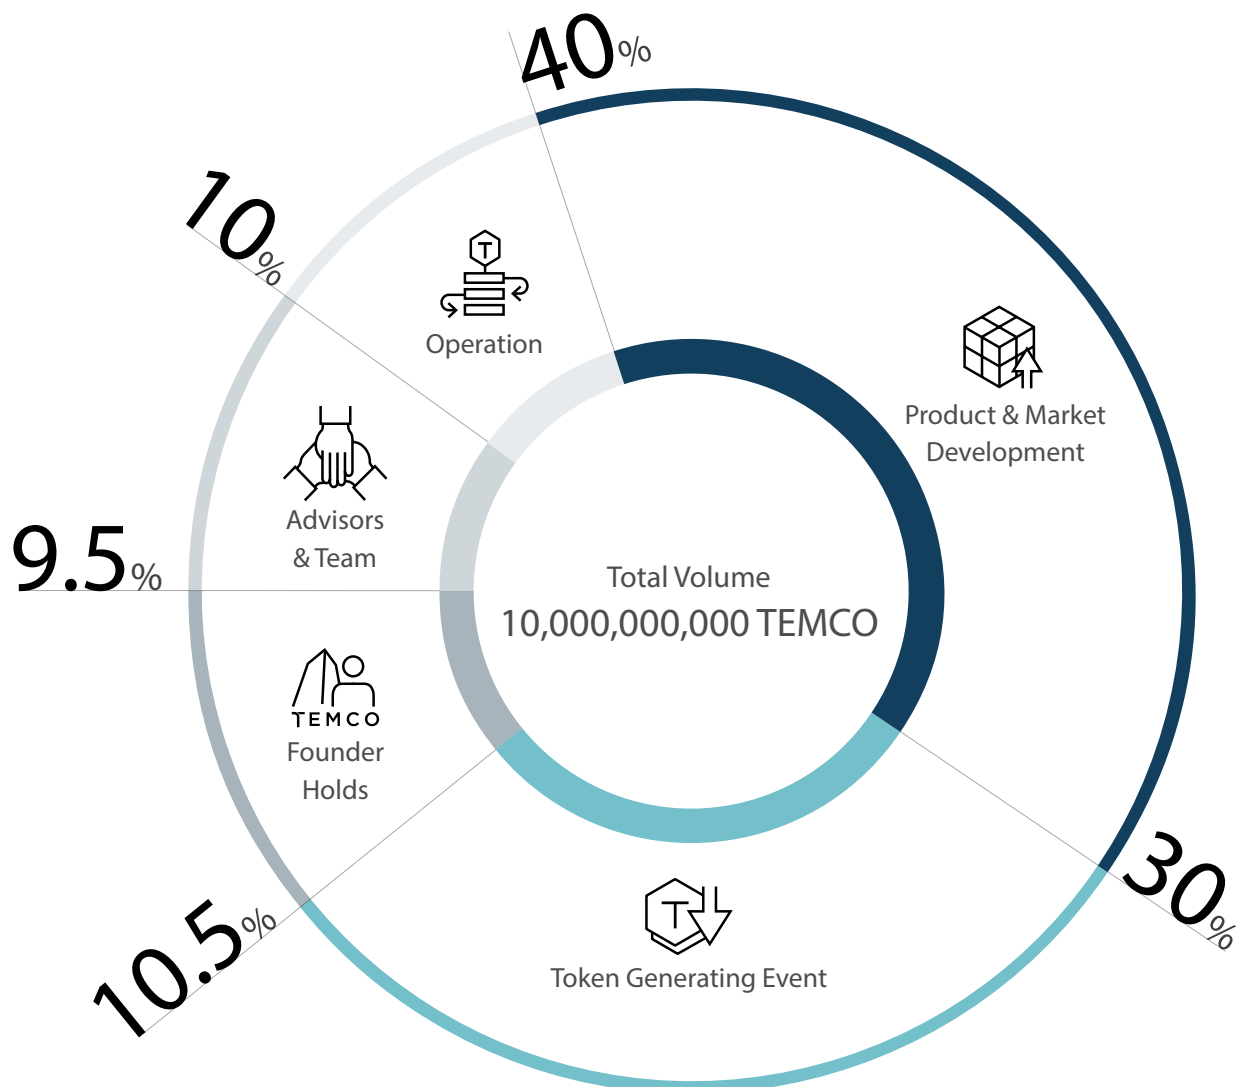 40%
10%
T
Operation
Product & Market
Development
Advisors
& Team
9.5%
Total Volume
10,000,000,000 TEMCO
TEMCO
Founder
Holds
30%
10.5%
T
Token Generating Event